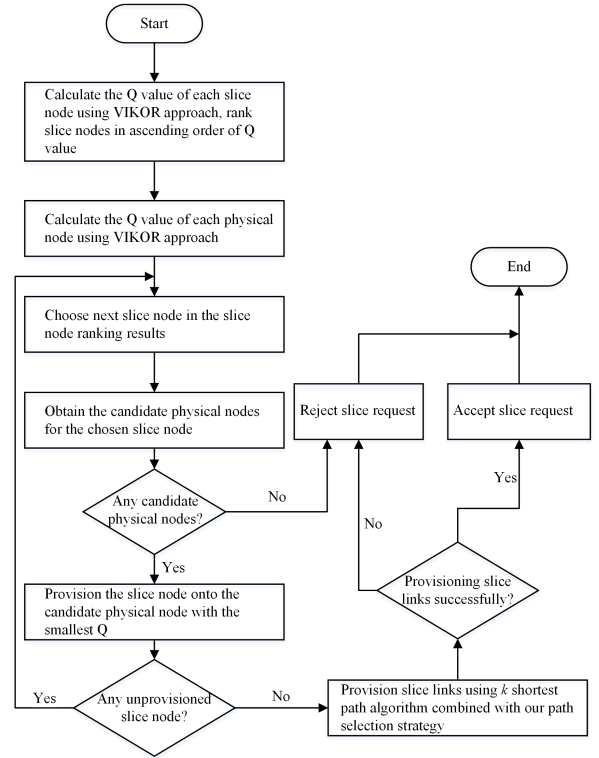 Start
Calculate the Q value of each slice
node using VIKOR approach, rank
slice nodes in ascending order of Q
value
Calculate the Q value of each physical
node using VIKOR approach
Choose next slice node in the slice
node ranking results
Obtain the candidate physical nodes
for the chosen slice node
Any candidate
physical nodes?
No
Yes
Provision the slice node onto the
candidate physical node with the
smallest Q
Any unprovisioned
slice node?
Yes
No
Provision slice links using k shortest
path algorithm combined with our path
selection strategy
Provisioning slice
links successfully?
No
Yes
Reject slice request
Accept slice request
End